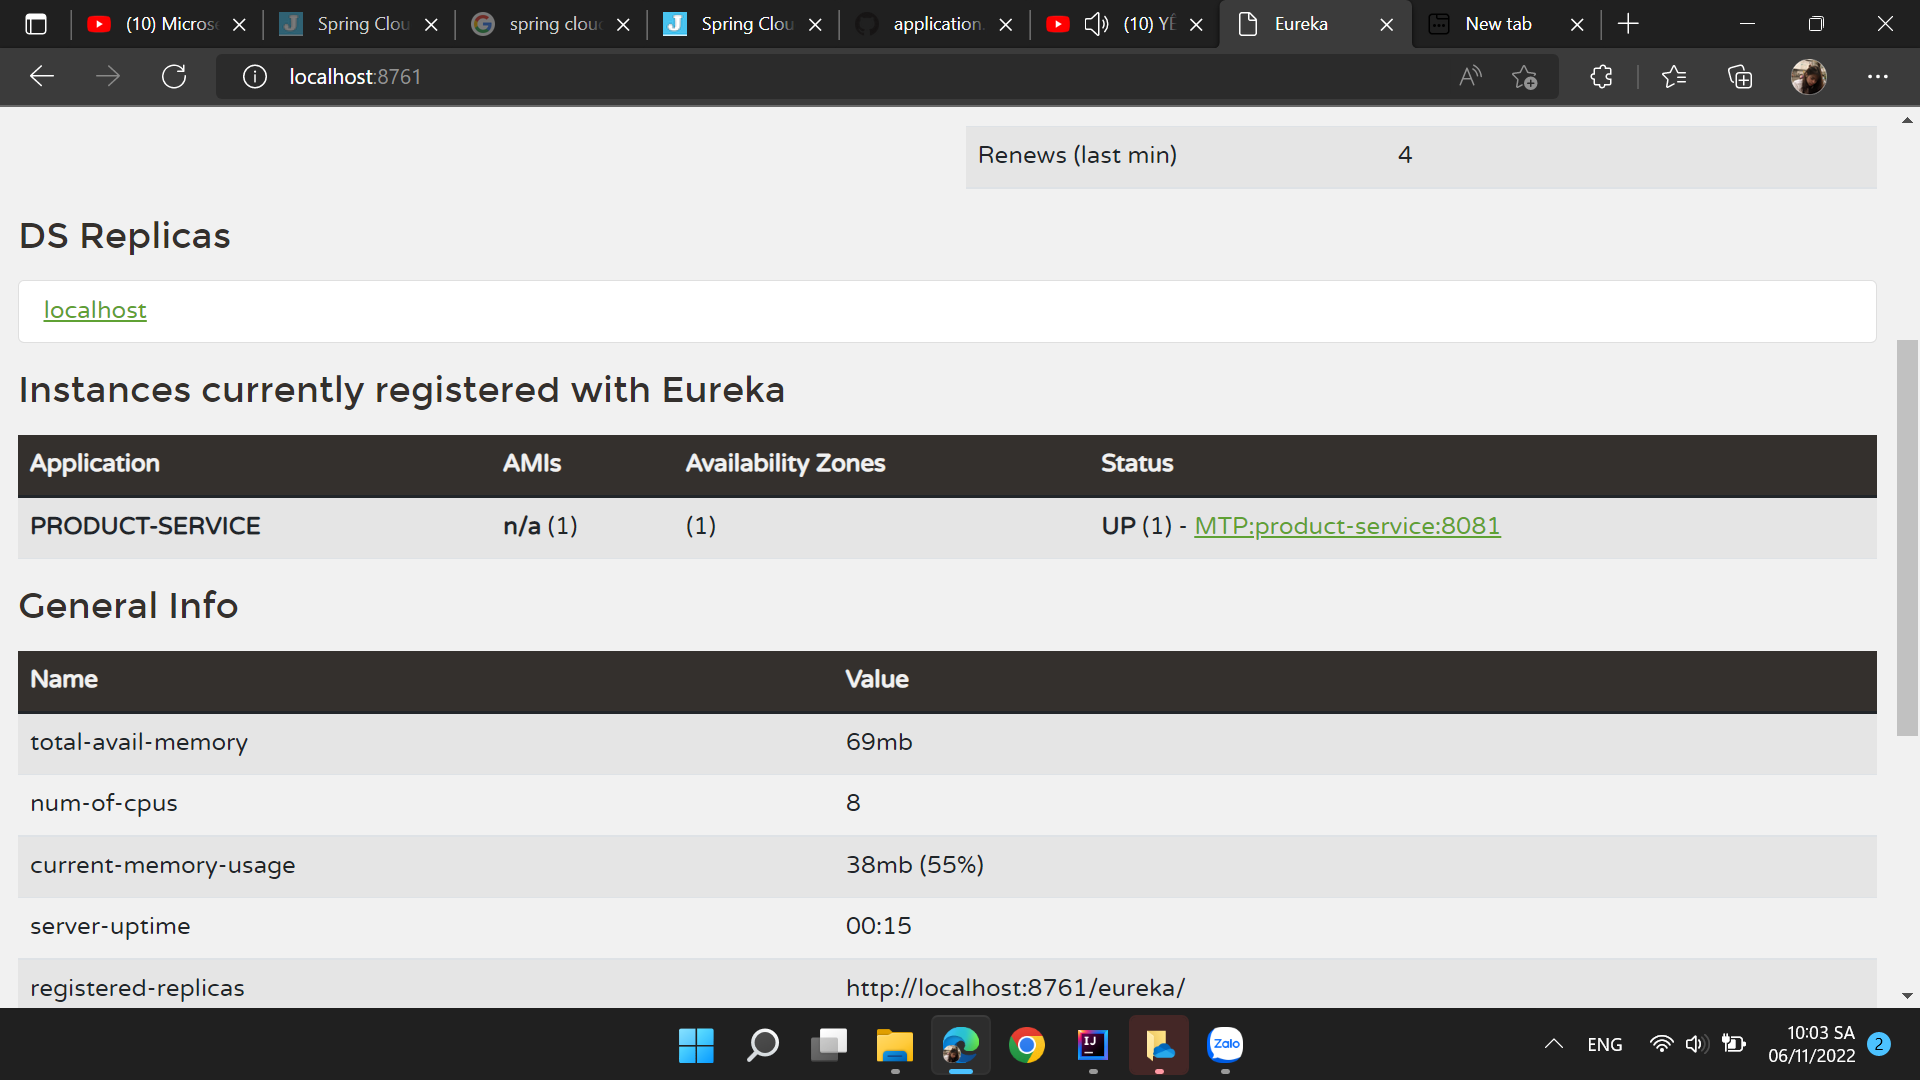 (10) Micros
Spring Clou
spring clou
Spring Clou
application.
(10) YÊ
Eureka
New tab
localhost:8761
Renews (last min) 4
DS Replicas
localhost
Instances currently registered with Eureka
Application AMIs Availability Zones Status
PRODUCT-SERVICE n/a (1) (1) UP (1) - MTP:product-service:8081
General Info
Name Value
total-avail-memory 69mb
num-of-cpus 8
current-memory-usage 38mb (55%)
server-uptime 00:15
registered-replicas http://localhost:8761/eureka/
Zalo
ENG
10:03 SA
06/11/2022
2